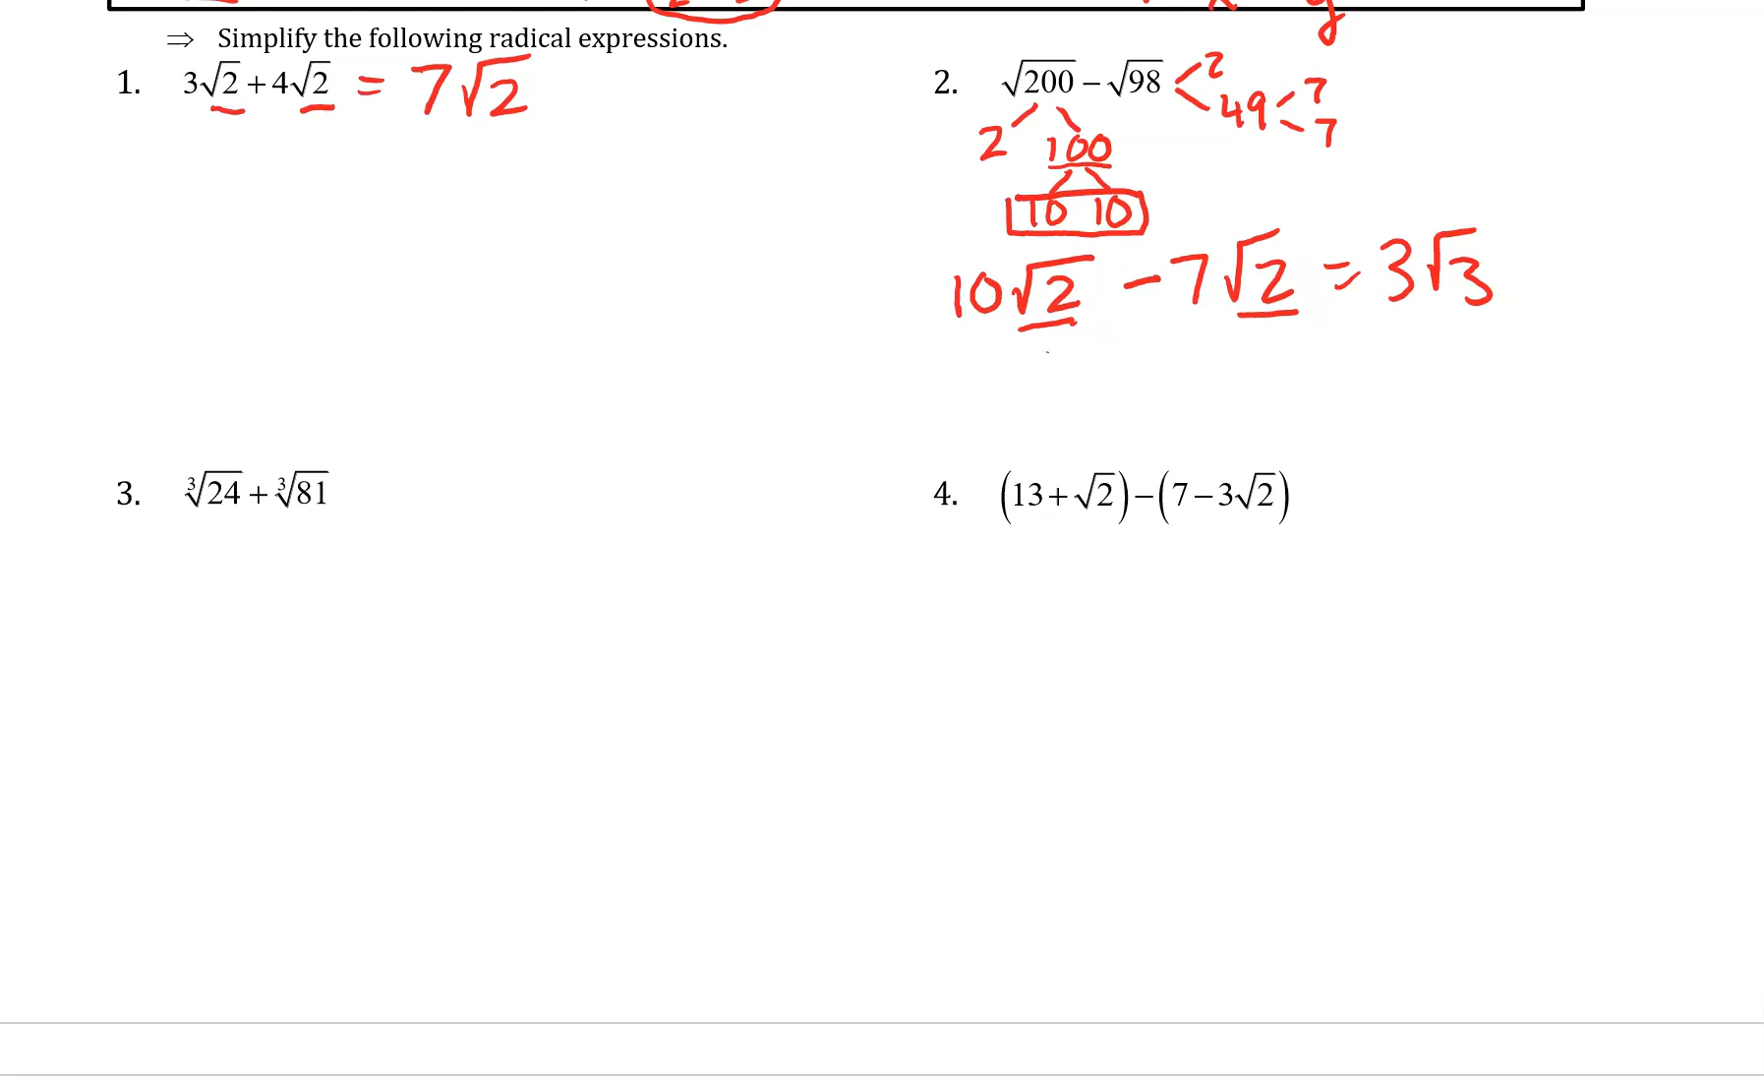 ⇒ Simplify the following radical expressions.
1. 3√2 + 4√2 = 7√2
2. √200 − √98 < 2 49 < 7 7
2 100
10 10
10√2 − 7√2 = 3√3
3. ∛24 + ∛81
4. (13 + √2) − (7 − 3√2)